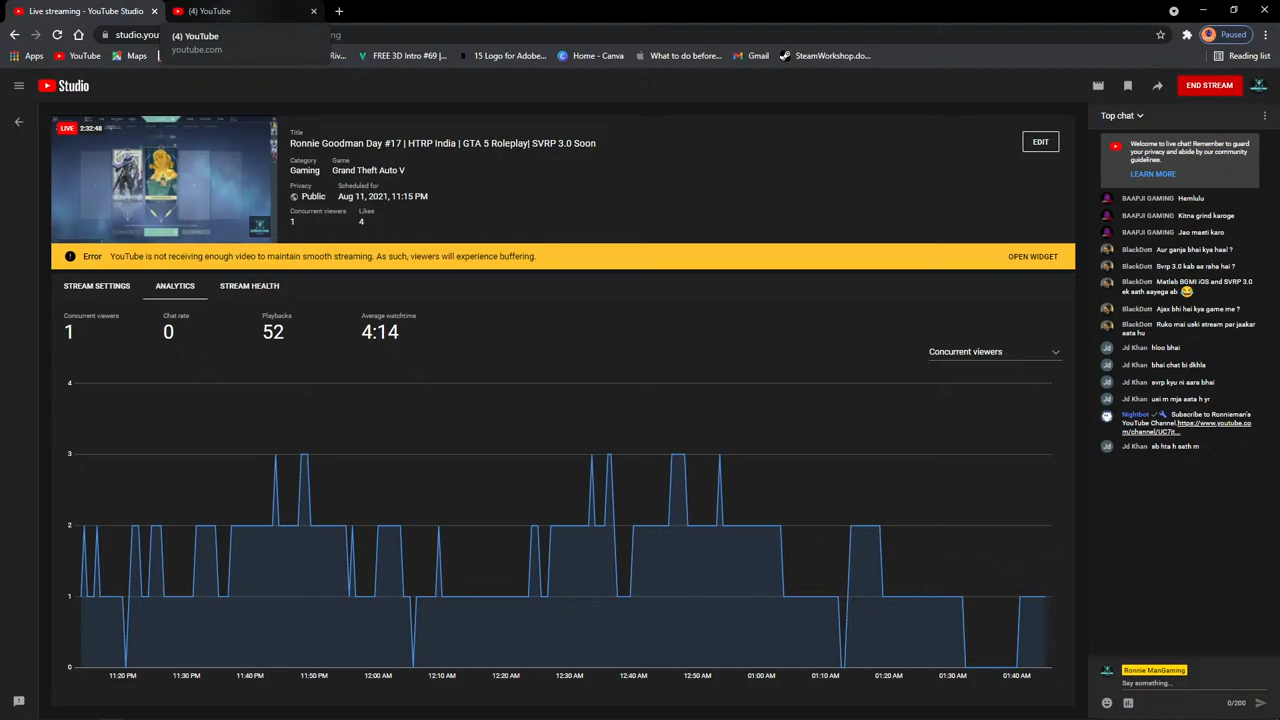 Live streaming - YouTube Studio
(4) YouTube
studio.you
(4) YouTube
youtube.com
Paused
Apps
YouTube
Maps
FREE 3D Intro #69 |...
15 Logo for Adobe...
Home - Canva
What to do before...
Gmail
SteamWorkshop.do...
Reading list
Studio
END STREAM
LIVE 2:32:48
Title
Ronnie Goodman Day #17 | HTRP India | GTA 5 Roleplay| SVRP 3.0 Soon
EDIT
Category Game
Gaming Grand Theft Auto V
Privacy Scheduled for
Public Aug 11, 2021, 11:15 PM
Concurrent viewers Likes
1 4
Error YouTube is not receiving enough video to maintain smooth streaming. As such, viewers will experience buffering.
OPEN WIDGET
STREAM SETTINGS ANALYTICS STREAM HEALTH
Concurrent viewers Chat rate Playbacks Average watchtime
1 0 52 4:14
Concurrent viewers
4
3
2
1
0
11:20 PM 11:30 PM 11:40 PM 11:50 PM 12:00 AM 12:10 AM 12:20 AM 12:30 AM 12:40 AM 12:50 AM 01:00 AM 01:10 AM 01:20 AM 01:30 AM 01:40 AM
Top chat
Welcome to live chat! Remember to guard
your privacy and abide by our community
guidelines.
LEARN MORE
BAAPJI GAMING Hemlulu
BAAPJI GAMING Kitna grind karoge
BAAPJI GAMING Jao masti karo
BlackDott Aur ganja bhai kya haal ?
BlackDott Svrp 3.0 kab aa raha hai ?
BlackDott Matlab BGMI iOS and SVRP 3.0
ek sath aayega ab
BlackDott Ajax bhi hai kya game me ?
BlackDott Ruko mai uski stream par jaakar
aata hu
Jd Khan hloo bhai
Jd Khan bhai chat bi dkhla
Jd Khan svrp kyu ni aara bhai
Jd Khan usi m mja aata h yr
Nightbot Subscribe to Ronnieman's
YouTube Channel.https://www.youtube.co
m/channel/UC7jt...
Jd Khan sb hta h sath m
Ronnie ManGaming
Say something...
0/200